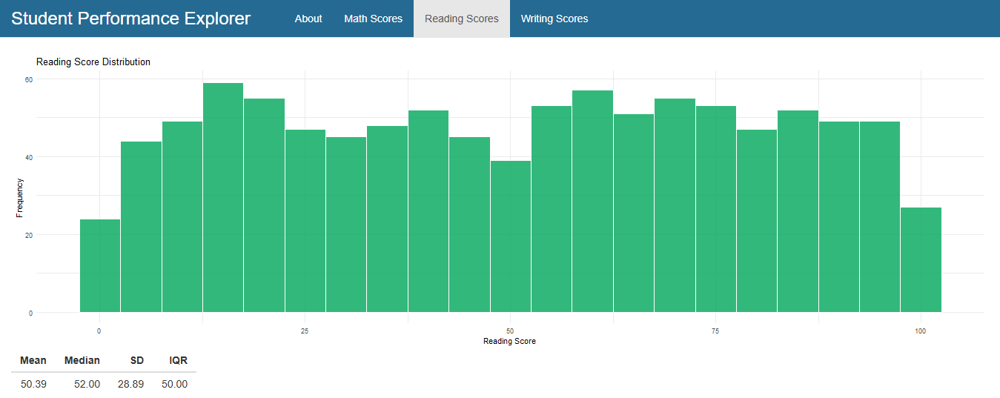 Student Performance Explorer About Math Scores Reading Scores Writing Scores
Reading Score Distribution
60
40
20
0
Frequency
0 25 50 75 100
Reading Score
Mean Median SD IQR
50.39 52.00 28.89 50.00